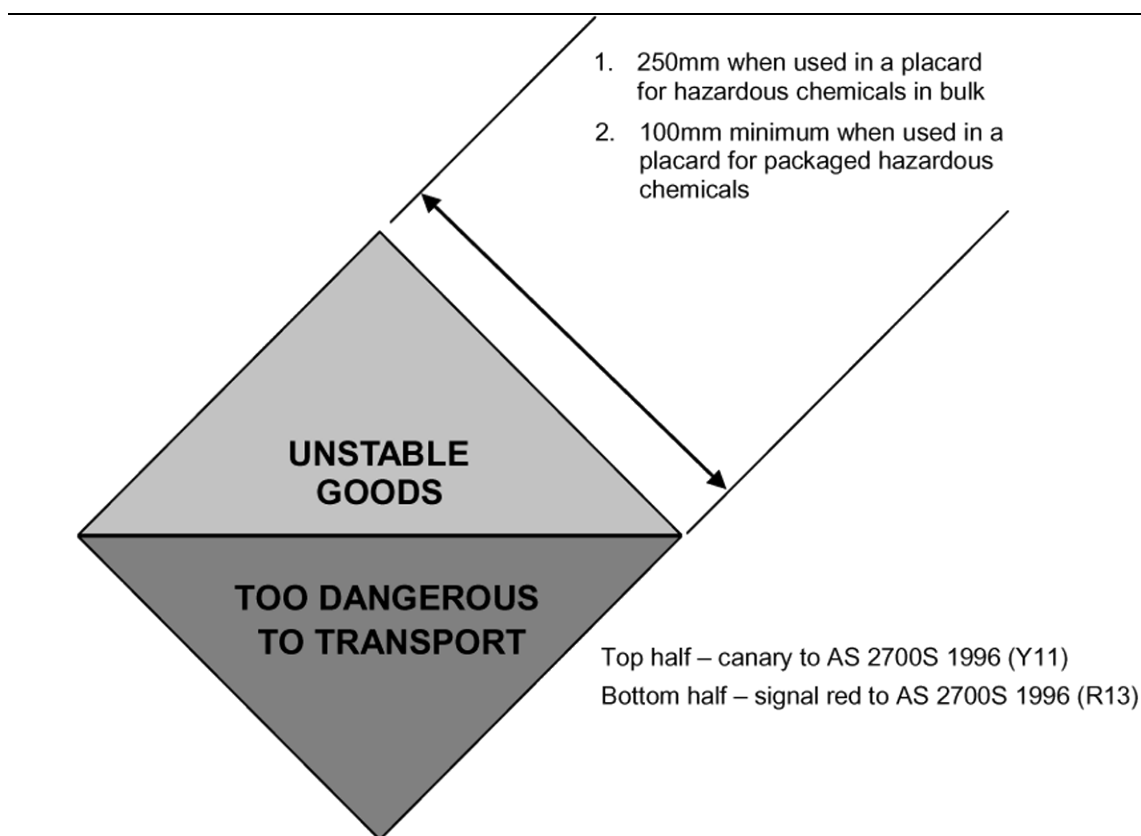 1. 250mm when used in a placard
for hazardous chemicals in bulk
2. 100mm minimum when used in a
placard for packaged hazardous
chemicals
UNSTABLE
GOODS
TOO DANGEROUS
TO TRANSPORT
Top half – canary to AS 2700S 1996 (Y11)
Bottom half – signal red to AS 2700S 1996 (R13)